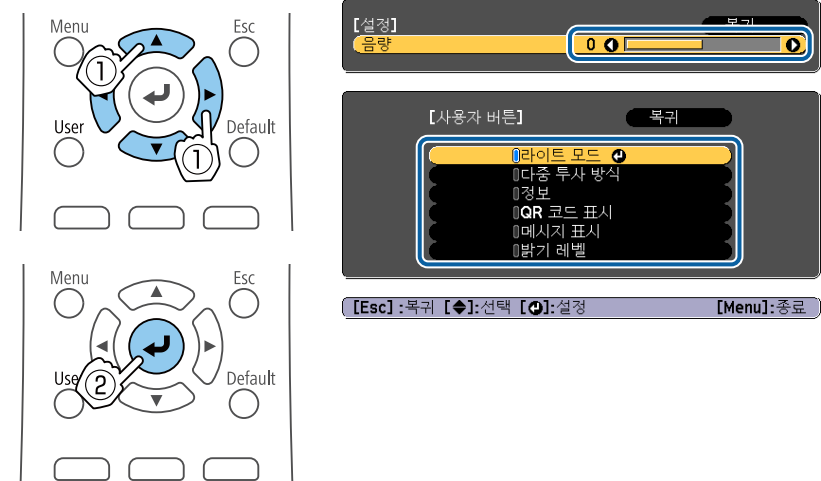 Menu
Esc
①
User
Default
①
Menu
Esc
Use
②
Default
[설정]
복귀
음량
0
[사용자 버튼]
복귀
라이트 모드
다중 투사 방식
정보
QR 코드 표시
메시지 표시
밝기 레벨
[Esc] :복귀 [◆]:선택 [⏎]:설정
[Menu]:종료